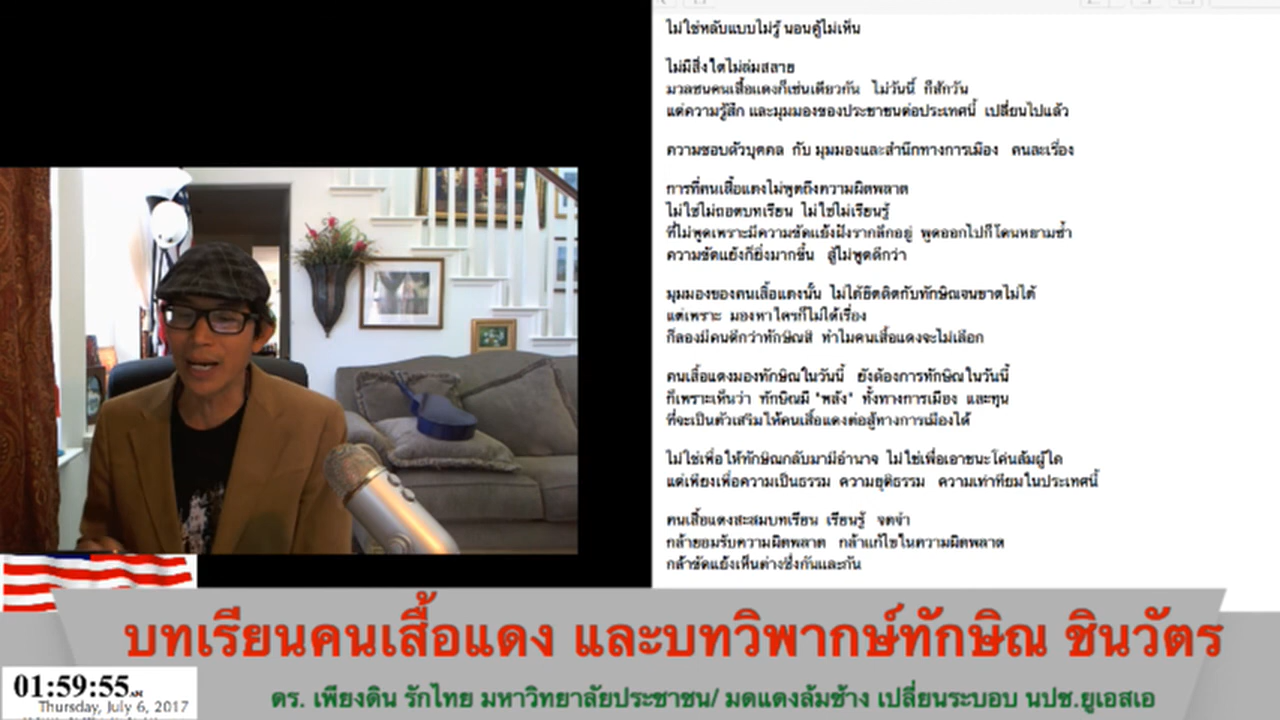 ไม่ใช่หลับแบบไม่รู้ นอนคู้ไม่เห็น
ไม่มีสิ่งใดไม่ล่มสลาย
มวลชนคนเสื้อแดงก็เช่นเดียวกัน ไม่วันนี้ ก็สักวัน
แต่ความรู้สึก และมุมมองของประชาชนต่อประเทศนี้ เปลี่ยนไปแล้ว
ความชอบตัวบุคคล กับ มุมมองและสำนึกทางการเมือง คนละเรื่อง
การที่คนเสื้อแดงไม่พูดถึงความผิดพลาด
ไม่ใช่ไม่ถอดบทเรียน ไม่ใช่ไม่เรียนรู้
ที่ไม่พูดเพราะมีความขัดแย้งฝังรากลึกอยู่ พูดออกไปก็โดนหยามซ้ำ
ความขัดแย้งก็ยิ่งมากขึ้น สู้ไม่พูดดีกว่า
มุมมองของคนเสื้อแดงนั้น ไม่ได้ยึดติดกับทักษิณจนขาดไม่ได้
แต่เพราะ มองหาใครก็ไม่ได้เรื่อง
ก็ลองมีคนดีกว่าทักษิณสิ ทำไมคนเสื้อแดงจะไม่เลือก
คนเสื้อแดงมองทักษิณในวันนี้ ยังต้องการทักษิณในวันนี้
ก็เพราะเห็นว่า ทักษิณมี "พลัง" ทั้งทางการเมือง และทุน
ที่จะเป็นตัวเสริมให้คนเสื้อแดงต่อสู้ทางการเมืองได้
ไม่ใช่เพื่อให้ทักษิณกลับมามีอำนาจ ไม่ใช่เพื่อเอาชนะโค่นล้มผู้ใด
แต่เพียงเพื่อความเป็นธรรม ความยุติธรรม ความเท่าเทียมในประเทศนี้
คนเสื้อแดงสะสมบทเรียน เรียนรู้ จดจำ
กล้ายอมรับความผิดพลาด กล้าแก้ไขในความผิดพลาด
กล้าขัดแย้งเห็นต่างซึ่งกันและกัน
บทเรียนคนเสื้อแดง และบทวิพากษ์ทักษิณ ชินวัตร
01:59:55 AM
Thursday, July 6, 2017
ดร. เพียงดิน รักไทย มหาวิทยาลัยประชาชน/ มดแดงล้มช้าง เปลี่ยนระบอบ นปช.ยูเอสเอ